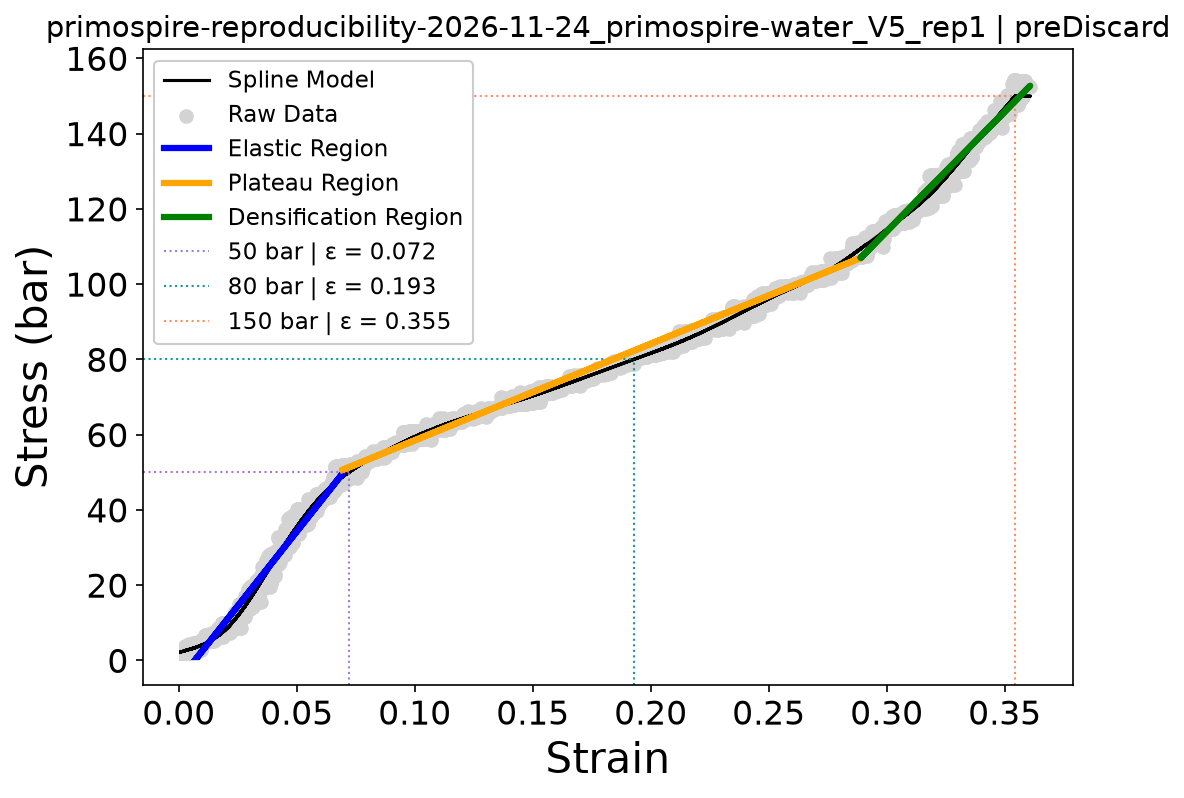 primospire-reproducibility-2026-11-24_primospire-water_V5_rep1 | preDiscard
Stress (bar)
160
140
120
100
80
60
40
20
0
Spline Model
Raw Data
Elastic Region
Plateau Region
Densification Region
50 bar | ε = 0.072
80 bar | ε = 0.193
150 bar | ε = 0.355
0.00 0.05 0.10 0.15 0.20 0.25 0.30 0.35
Strain